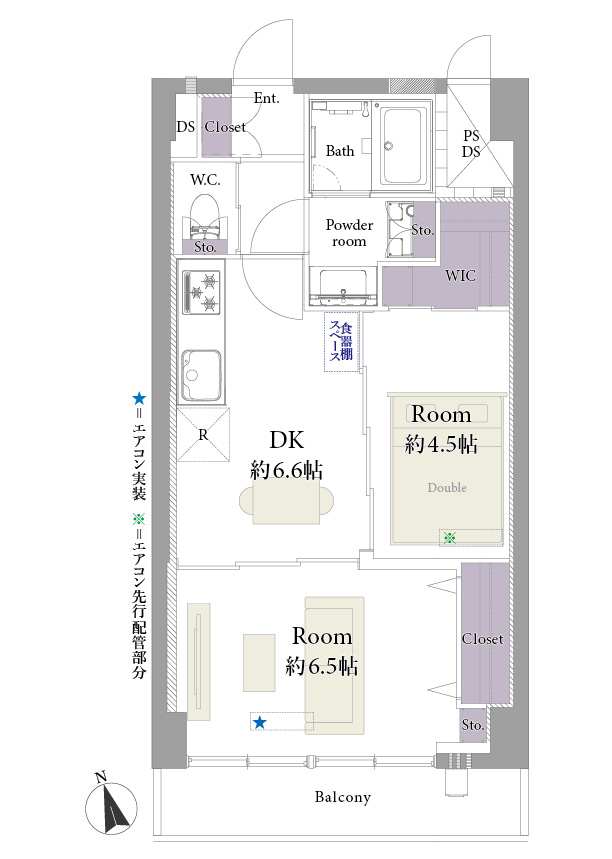 Ent.
DS
Closet
PS
DS
Bath
W.C.
Powder
room
Sto.
Sto.
WIC
食器棚
スペース
R
DK
約6.6帖
Room
約4.5帖
Double
※
★=エアコン実装 ※=エアコン先行配管部分
Room
約6.5帖
★
Closet
Sto.
N
Balcony